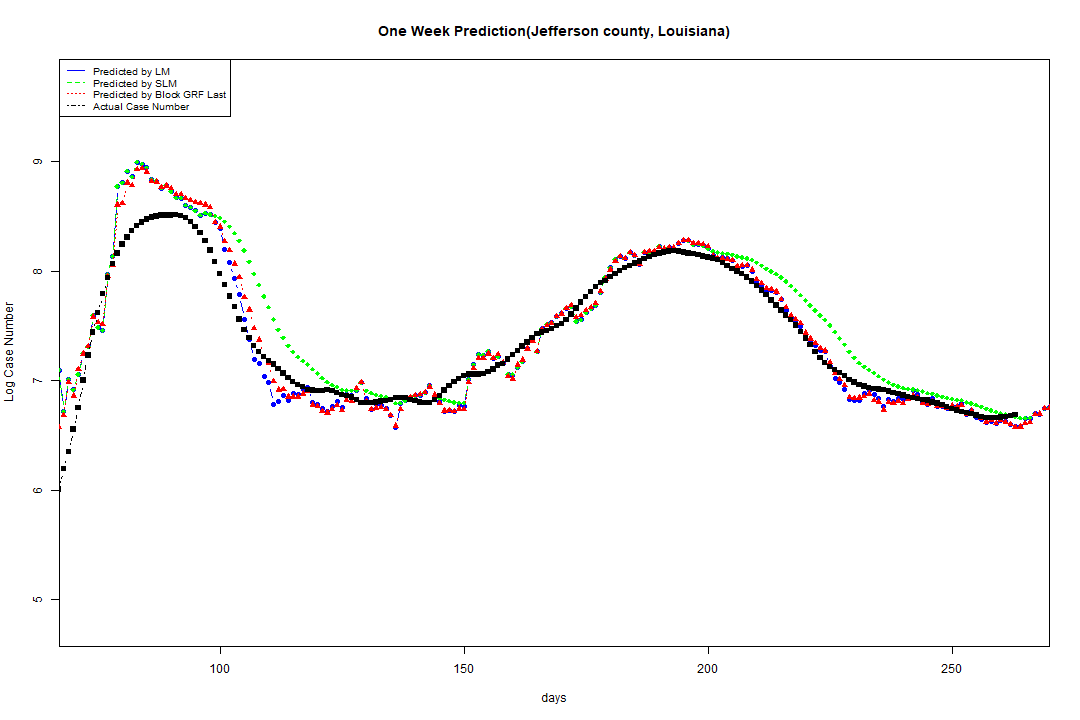 One Week Prediction(Jefferson county, Louisiana)
Predicted by LM
Predicted by SLM
Predicted by Block GRF Last
Actual Case Number
9
8
7
6
5
Log Case Number
100 150 200 250
days